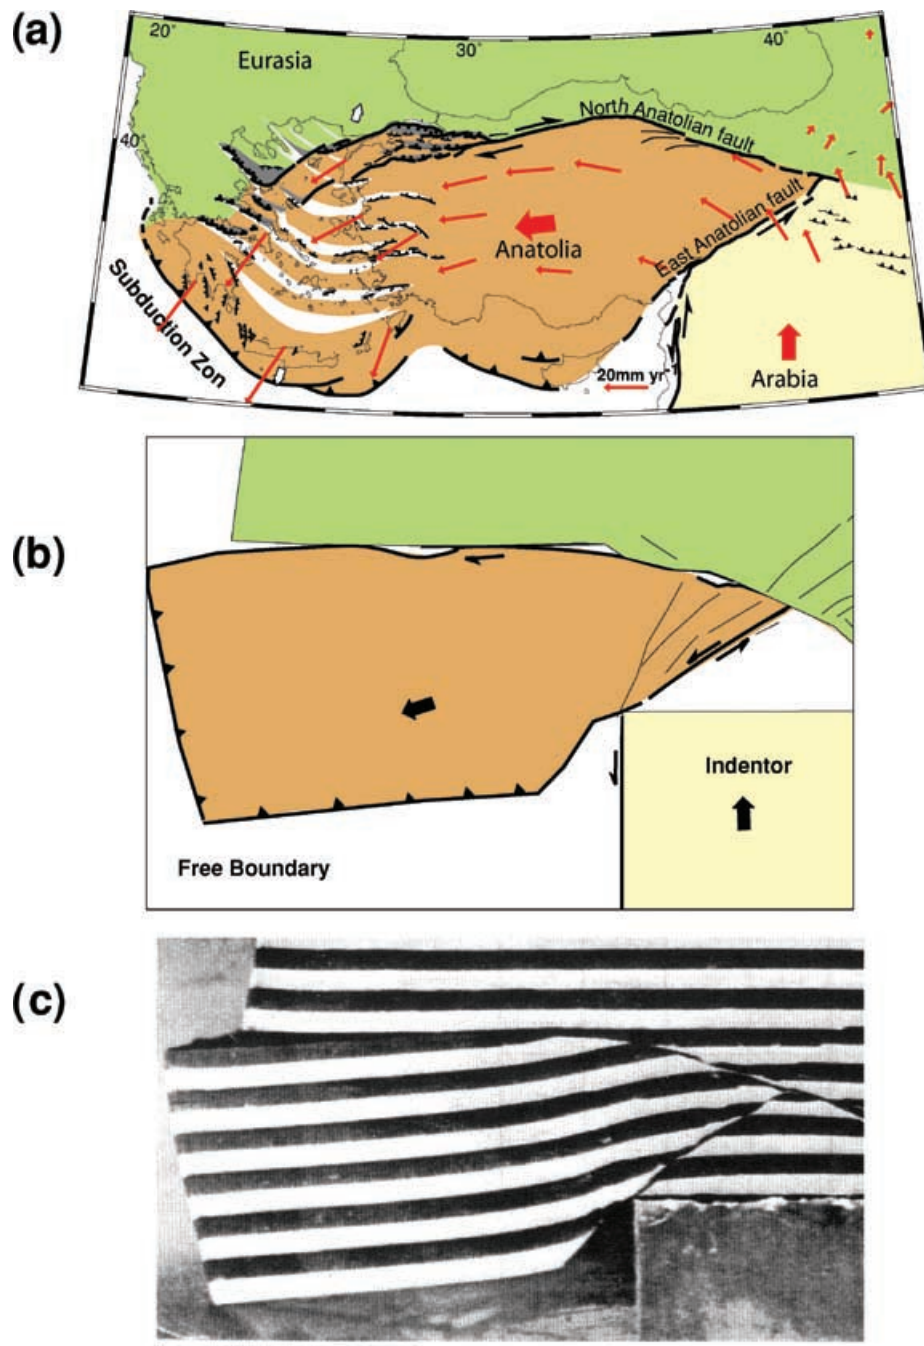 (a)
20°
30°
40°
Eurasia
40°
North Anatolian fault
East Anatolian fault
Anatolia
Subduction Zon
20mm yr-1
Arabia
(b)
Indentor
Free Boundary
(c)